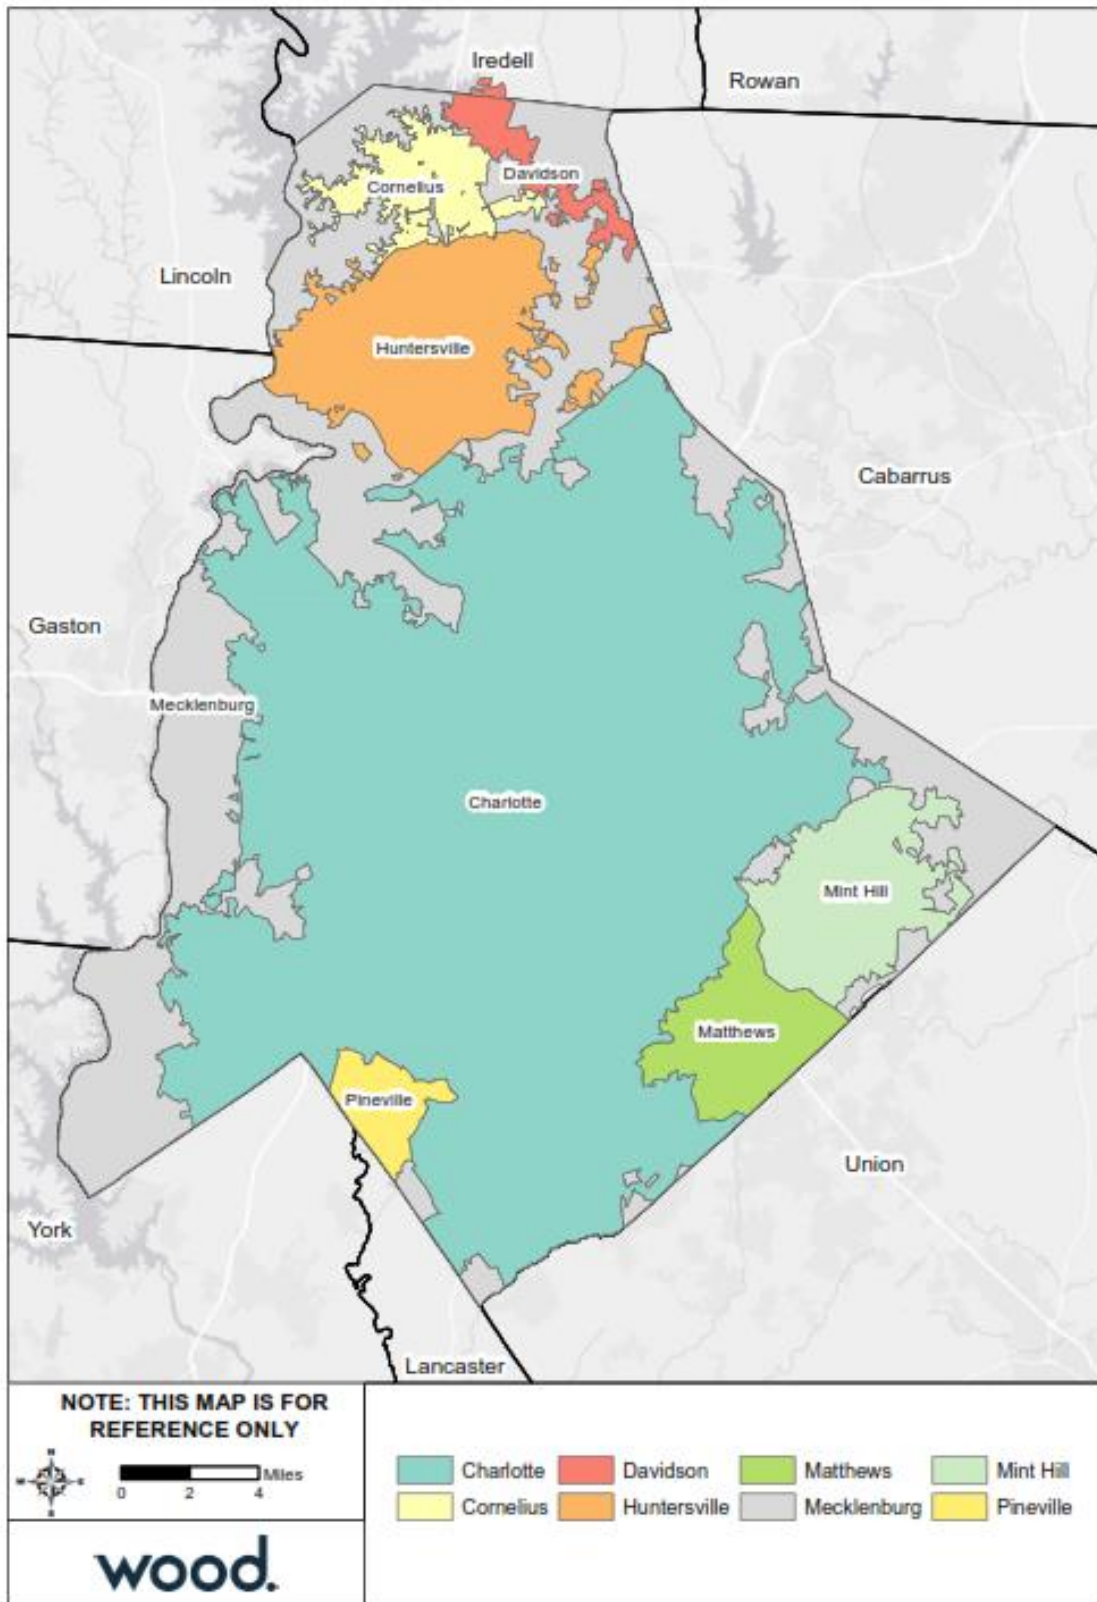 Iredell
Rowan
Davidson
Cornelius
Lincoln
Huntersville
Cabarrus
Gaston
Mecklenburg
Charlotte
Mint Hill
Matthews
Pineville
Union
York
Lancaster
NOTE: THIS MAP IS FOR
REFERENCE ONLY
N
W E
S
Miles
0 2 4
wood.
Charlotte Davidson Matthews Mint Hill
Cornelius Huntersville Mecklenburg Pineville